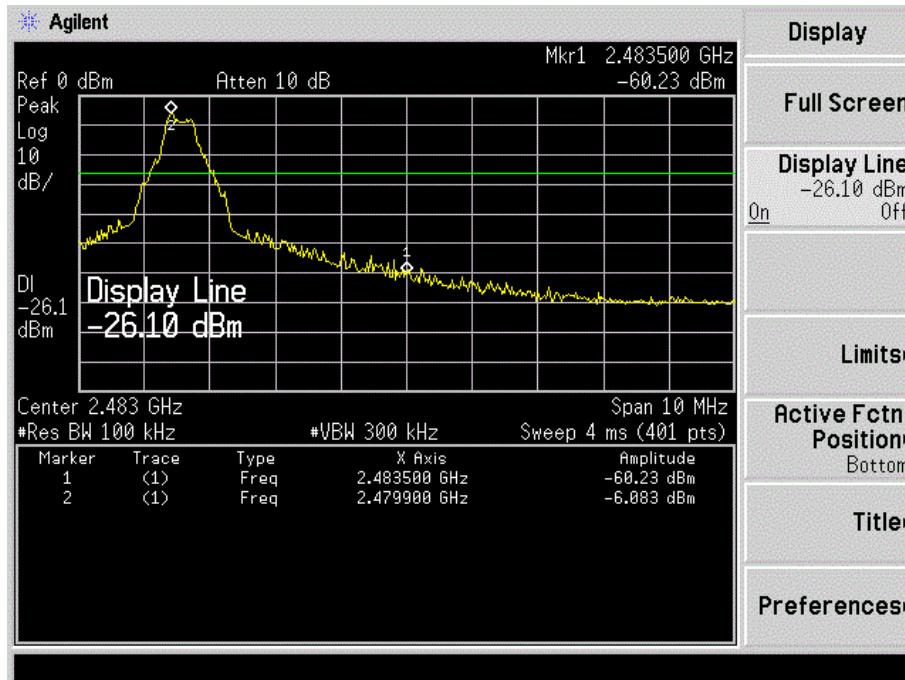 Agilent
Display
Mkr1 2.483500 GHz
Ref 0 dBm Atten 10 dB -60.23 dBm
Peak
Log
10
dB/
2
1
DI
-26.1
dBm
Display Line
-26.10 dBm
Center 2.483 GHz Span 10 MHz
#Res BW 100 kHz #VBW 300 kHz Sweep 4 ms (401 pts)
Marker Trace Type X Axis Amplitude
1 (1) Freq 2.483500 GHz -60.23 dBm
2 (1) Freq 2.479900 GHz -6.083 dBm
Full Screen
Display Line
-26.10 dBm
On Off
Limits
Active Fctn
Position
Bottom
Title
Preferences